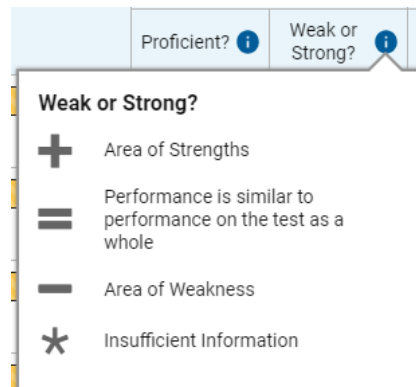 Proficient? i
Weak or
Strong? i
Weak or Strong?
+ Area of Strengths
= Performance is similar to
performance on the test as a
whole
- Area of Weakness
* Insufficient Information